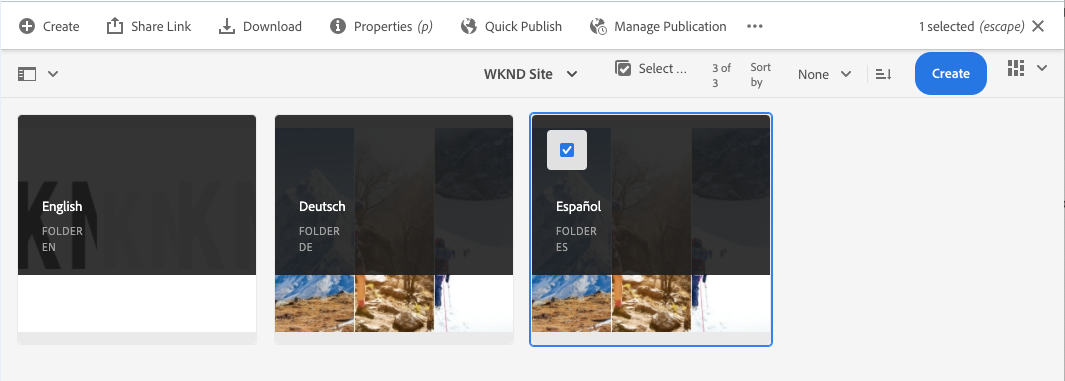 Create Share Link Download Properties (p) Quick Publish Manage Publication ••• 1 selected (escape)
WKND Site Select ... 3 of 3 Sort by None Create
English
FOLDER
EN
Deutsch
FOLDER
DE
Español
FOLDER
ES